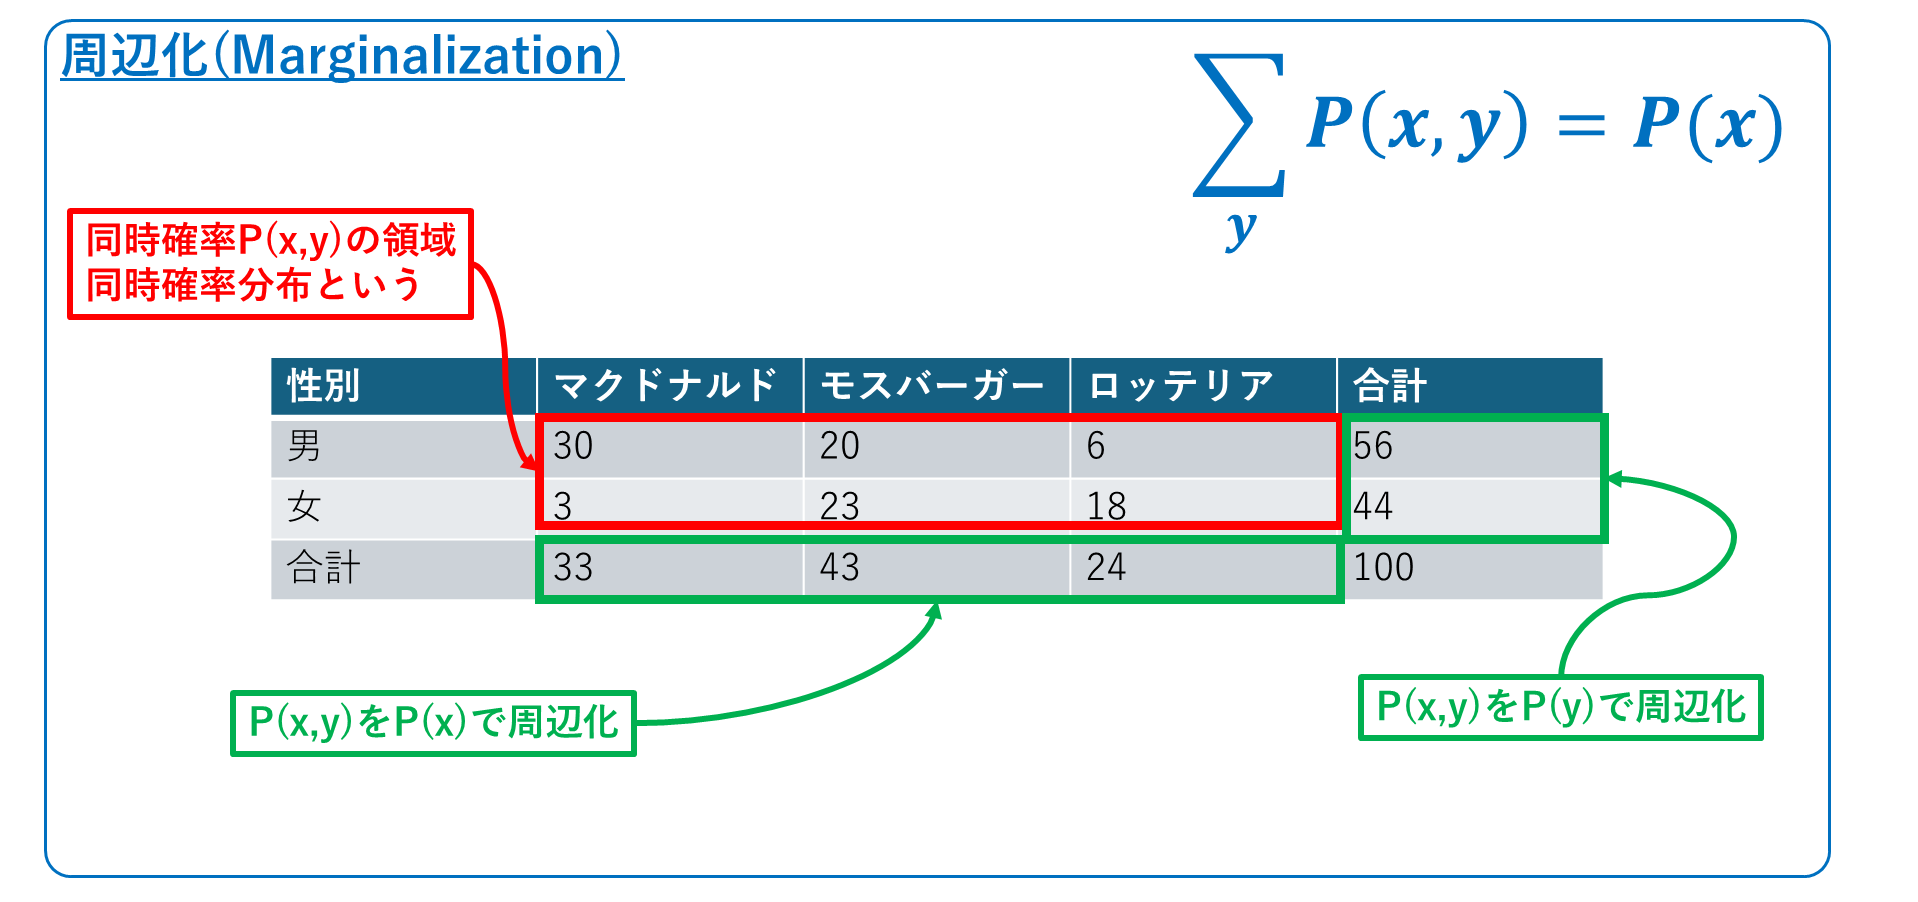 周辺化(Marginalization)
∑ P(x, y) = P(x)
y
同時確率P(x,y)の領域
同時確率分布という
性別 マクドナルド モスバーガー ロッテリア 合計
男 30 20 6 56
女 3 23 18 44
合計 33 43 24 100
P(x,y)をP(x)で周辺化
P(x,y)をP(y)で周辺化